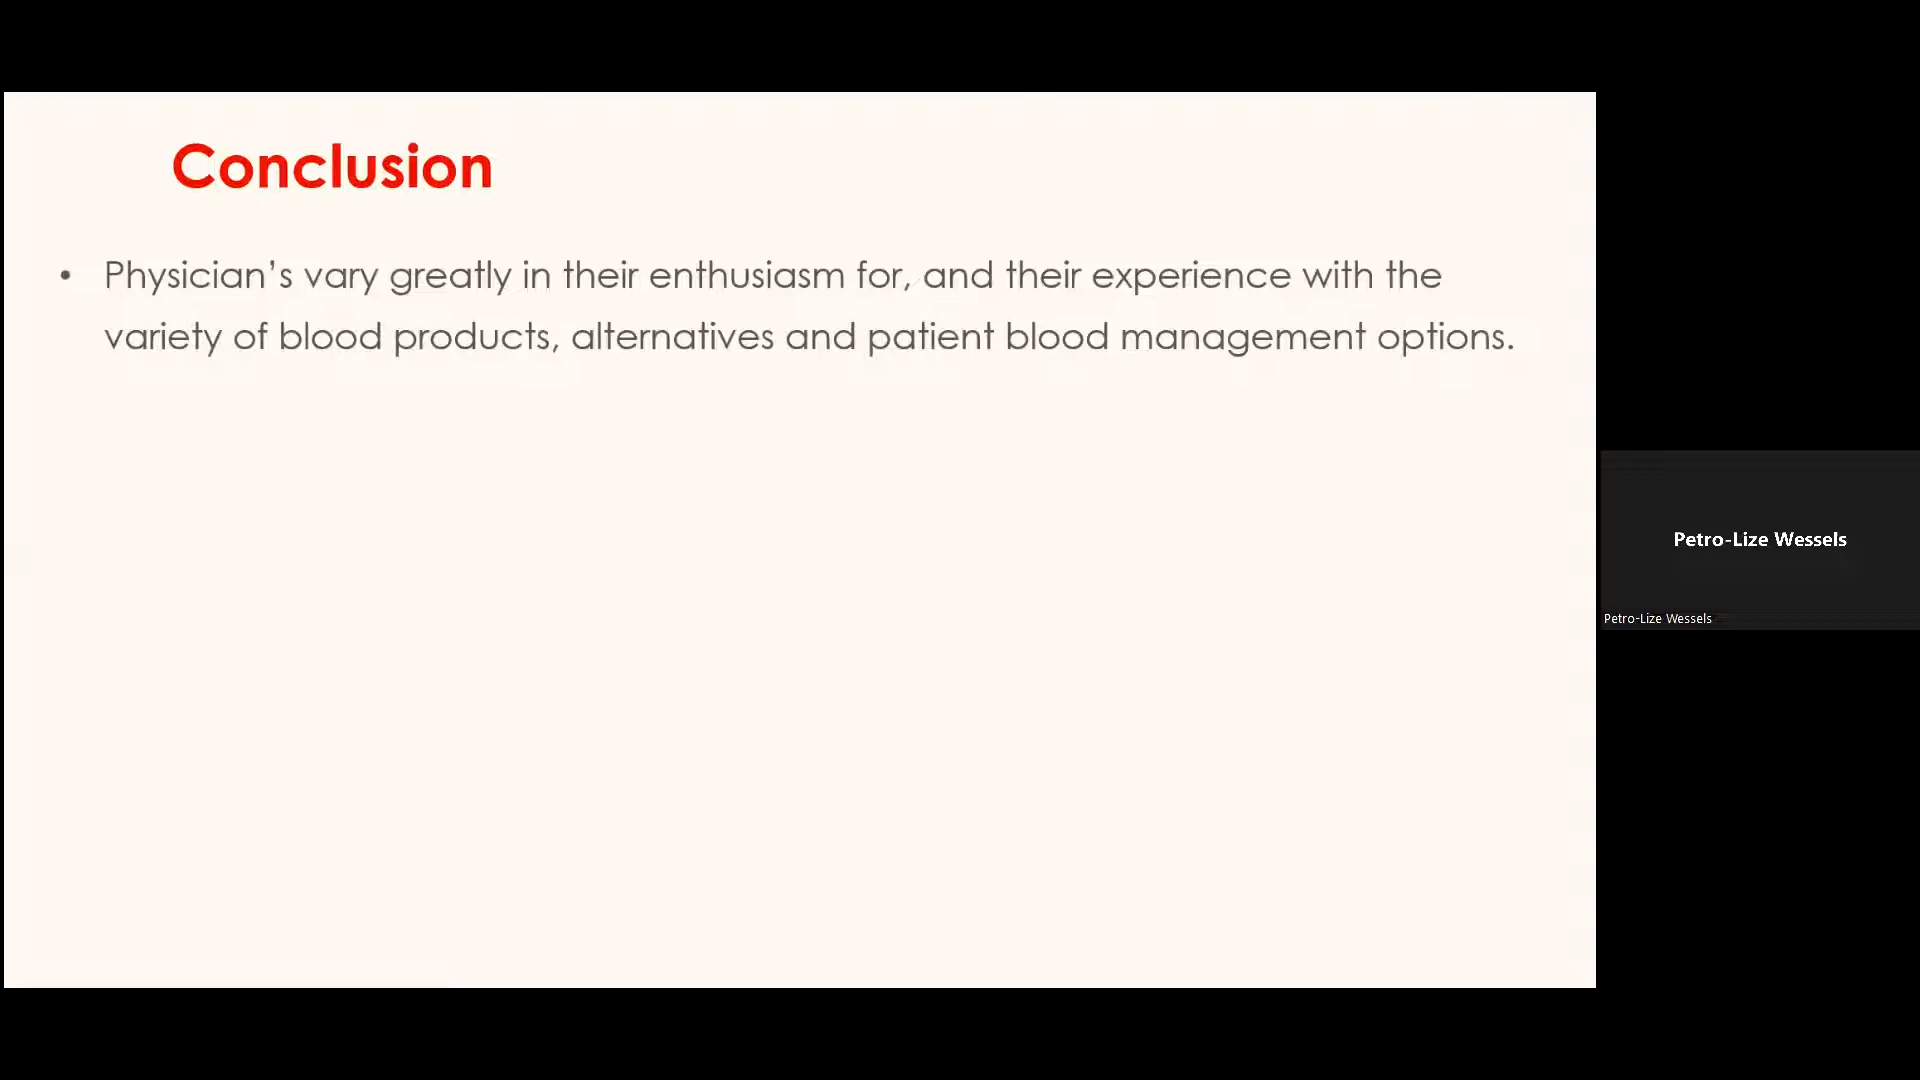 Conclusion
• Physician’s vary greatly in their enthusiasm for, and their experience with the
variety of blood products, alternatives and patient blood management options.
Petro-Lize Wessels
Petro-Lize Wessels